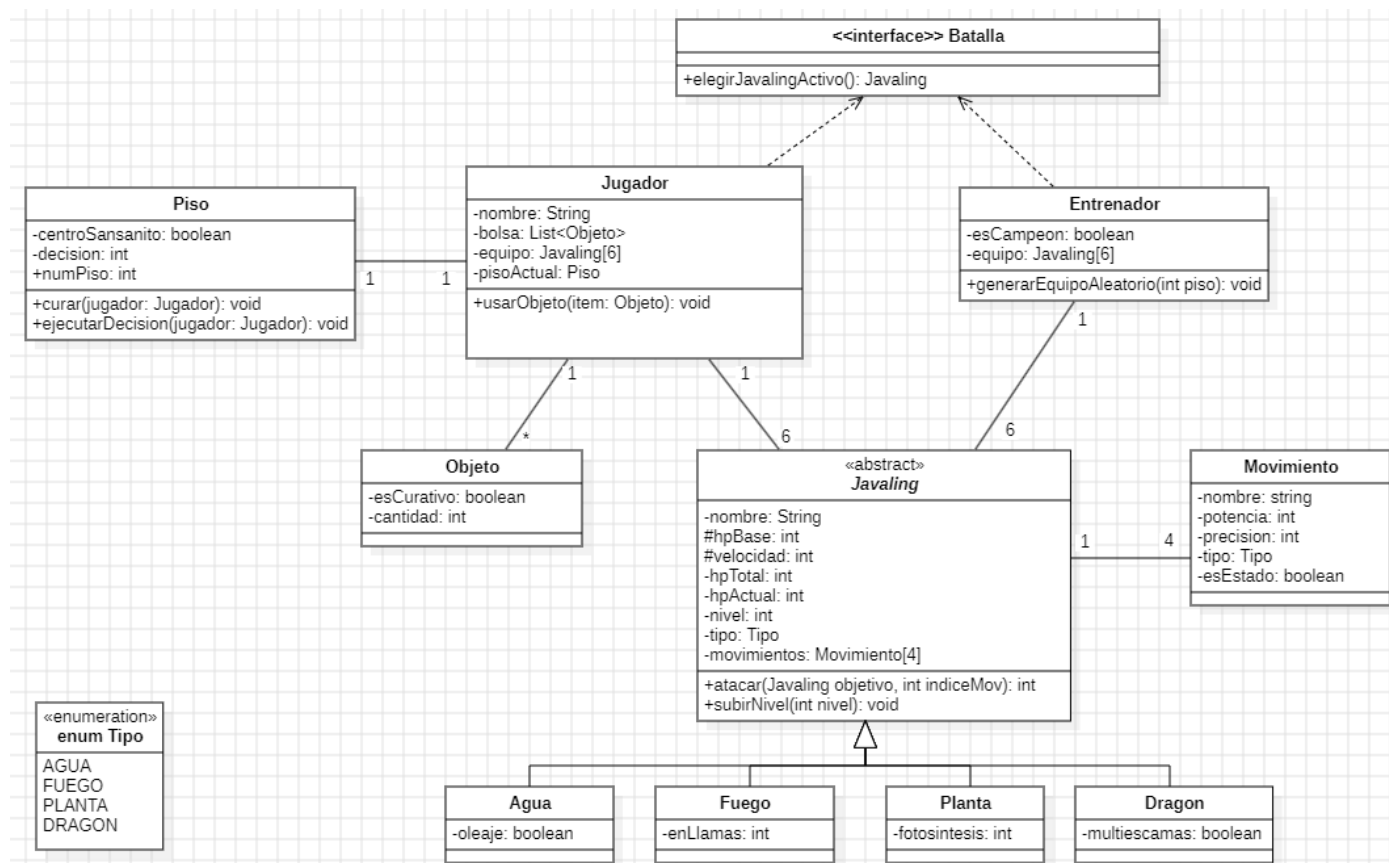 <<interface>> Batalla
+elegirJavalingActivo(): Javaling
Piso
-centroSansanito: boolean
-decision: int
+numPiso: int
+curar(jugador: Jugador): void
+ejecutarDecision(jugador: Jugador): void
1
1
Jugador
-nombre: String
-bolsa: List<Objeto>
-equipo: Javaling[6]
-pisoActual: Piso
+usarObjeto(item: Objeto): void
Entrenador
-esCampeon: boolean
-equipo: Javaling[6]
+generarEquipoAleatorio(int piso): void
1
*
1
6
1
6
Objeto
-esCurativo: boolean
-cantidad: int
«abstract»
Javaling
-nombre: String
#hpBase: int
#velocidad: int
-hpTotal: int
-hpActual: int
-nivel: int
-tipo: Tipo
-movimientos: Movimiento[4]
+atacar(Javaling objetivo, int indiceMov): int
+subirNivel(int nivel): void
1
4
Movimiento
-nombre: string
-potencia: int
-precision: int
-tipo: Tipo
-esEstado: boolean
«enumeration»
enum Tipo
AGUA
FUEGO
PLANTA
DRAGON
Agua
-oleaje: boolean
Fuego
-enLlamas: int
Planta
-fotosintesis: int
Dragon
-multiescamas: boolean